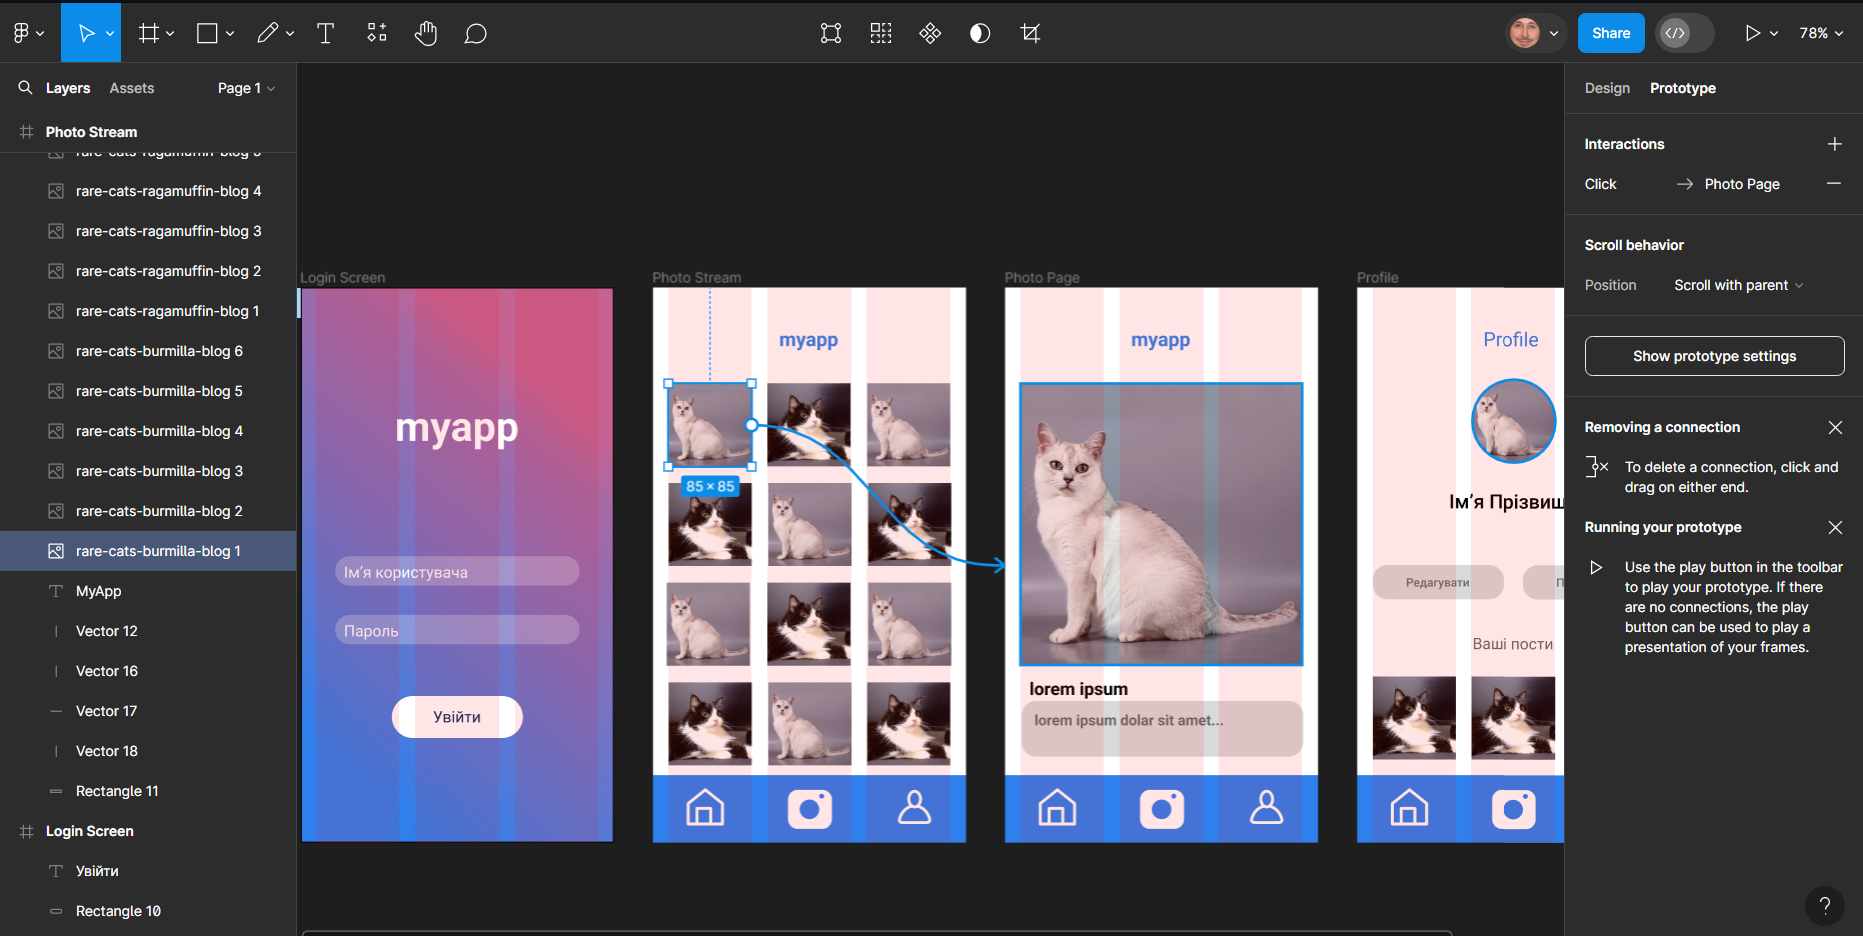 Share
78%
Layers
Assets
Page 1
Design
Prototype
Photo Stream
rare-cats-ragamuffin-blog 4
rare-cats-ragamuffin-blog 3
rare-cats-ragamuffin-blog 2
rare-cats-ragamuffin-blog 1
rare-cats-burmilla-blog 6
rare-cats-burmilla-blog 5
rare-cats-burmilla-blog 4
rare-cats-burmilla-blog 3
rare-cats-burmilla-blog 2
rare-cats-burmilla-blog 1
MyApp
Vector 12
Vector 16
Vector 17
Vector 18
Rectangle 11
Login Screen
Увійти
Rectangle 10
Login Screen
myapp
Ім’я користувача
Пароль
Увійти
Photo Stream
myapp
85 × 85
Photo Page
myapp
lorem ipsum
lorem ipsum dolar sit amet...
Profile
Profile
Ім’я Прізвищ
Редагувати
П
Ваші пости
Interactions
Click
Photo Page
Scroll behavior
Position
Scroll with parent
Show prototype settings
Removing a connection
To delete a connection, click and
drag on either end.
Running your prototype
Use the play button in the toolbar
to play your prototype. If there
are no connections, the play
button can be used to play a
presentation of your frames.
?